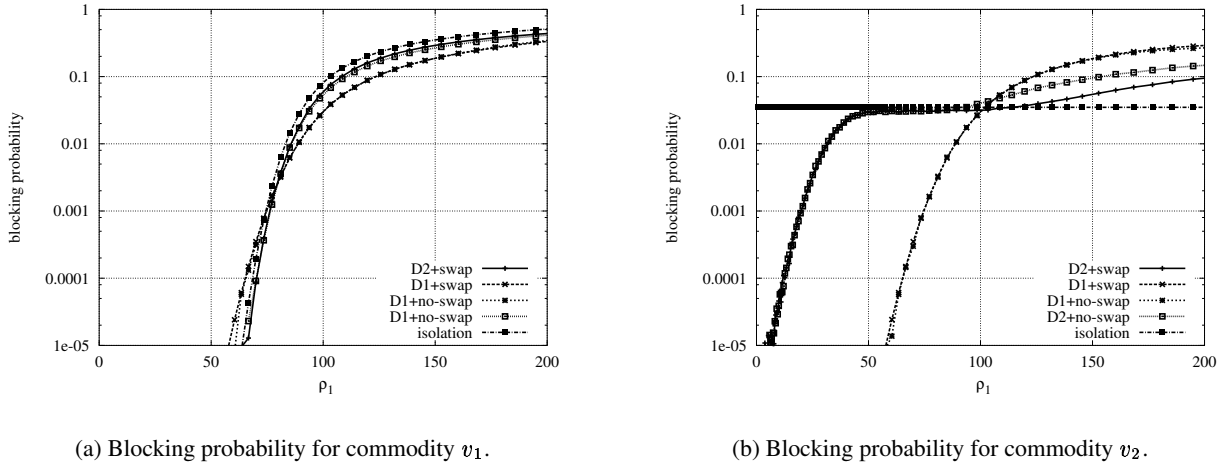 1
0.1
0.01
0.001
0.0001
1e-05
blocking probability
D2+swap
D1+swap
D1+no-swap
D1+no-swap
isolation
0 50 100 150 200
ρ1
(a) Blocking probability for commodity v1.
1
0.1
0.01
0.001
0.0001
1e-05
blocking probability
D2+swap
D1+swap
D1+no-swap
D2+no-swap
isolation
0 50 100 150 200
ρ1
(b) Blocking probability for commodity v2.